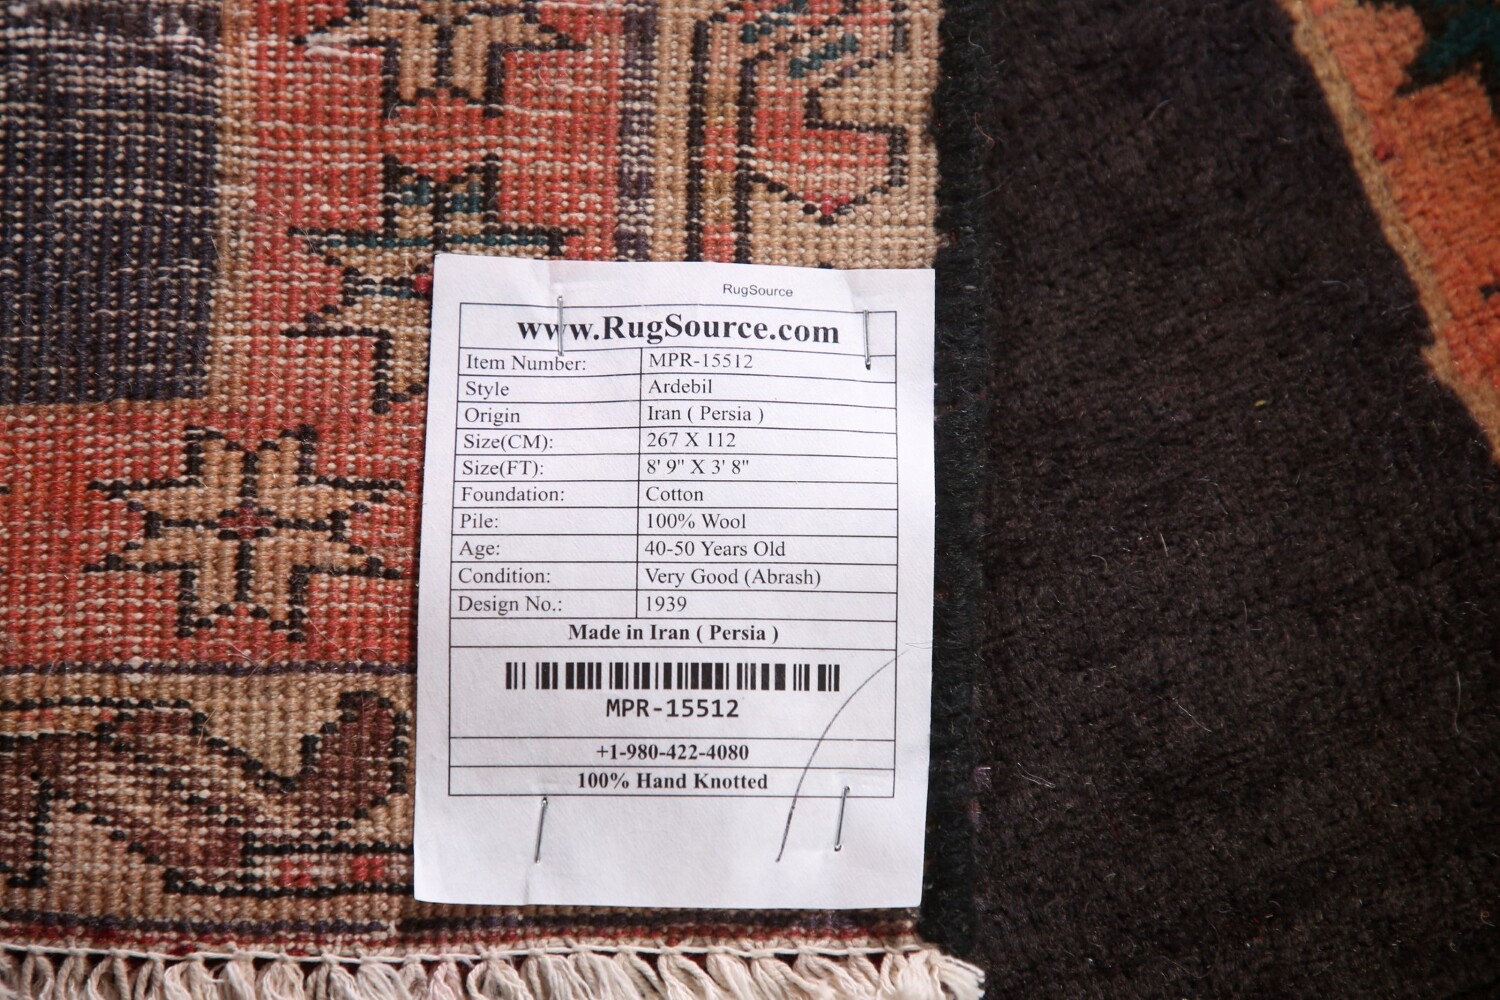 RugSource
www.RugSource.com
Item Number: MPR-15512
Style Ardebil
Origin Iran ( Persia )
Size(CM): 267 X 112
Size(FT): 8' 9" X 3' 8"
Foundation: Cotton
Pile: 100% Wool
Age: 40-50 Years Old
Condition: Very Good (Abrash)
Design No.: 1939
Made in Iran ( Persia )
MPR-15512
+1-980-422-4080
100% Hand Knotted